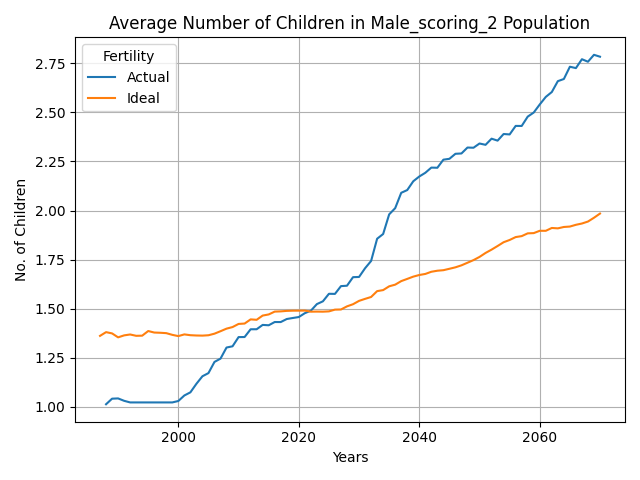 Average Number of Children in Male_scoring_2 Population
Fertility
Actual
Ideal
No. of Children
2.75
2.50
2.25
2.00
1.75
1.50
1.25
1.00
2000 2020 2040 2060
Years